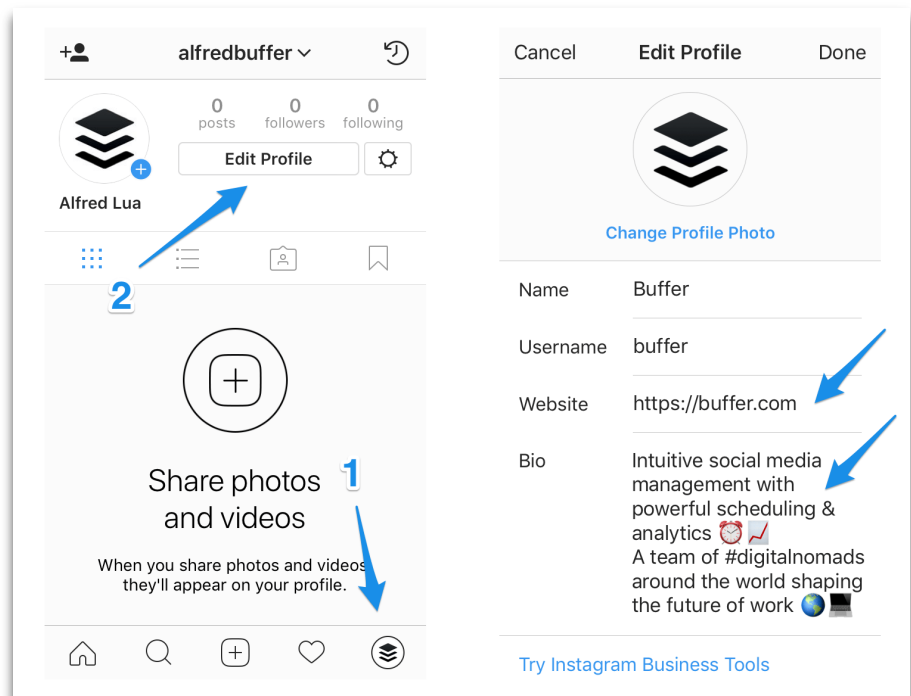 alfredbuffer
0 0 0
posts followers following
Edit Profile
Alfred Lua
2
Share photos
and videos
1
When you share photos and videos,
they'll appear on your profile.
Cancel Edit Profile Done
Change Profile Photo
Name Buffer
Username buffer
Website https://buffer.com
Bio Intuitive social media
management with
powerful scheduling &
analytics ⏰📈
A team of #digitalnomads
around the world shaping
the future of work 🌎💻
Try Instagram Business Tools